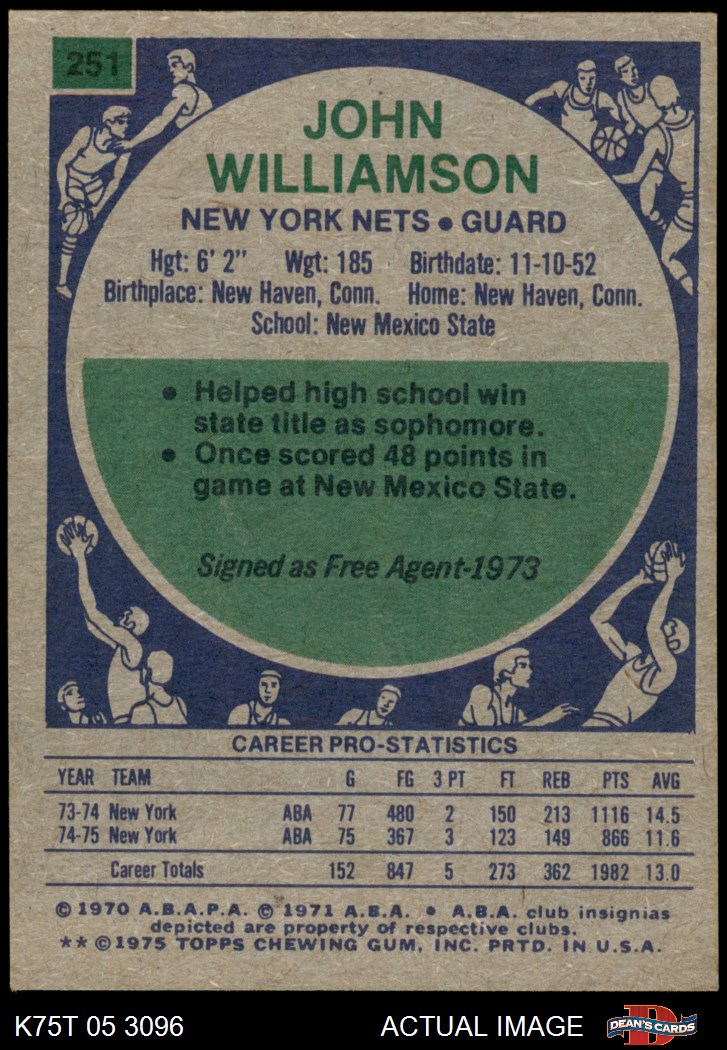 251
JOHN
WILLIAMSON
NEW YORK NETS • GUARD
Hgt: 6' 2" Wgt: 185 Birthdate: 11-10-52
Birthplace: New Haven, Conn. Home: New Haven, Conn.
School: New Mexico State
• Helped high school win
state title as sophomore.
• Once scored 48 points in
game at New Mexico State.
Signed as Free Agent-1973
CAREER PRO-STATISTICS
YEAR TEAM G FG 3 PT FT REB PTS AVG
73-74 New York ABA 77 480 2 150 213 1116 14.5
74-75 New York ABA 75 367 3 123 149 866 11.6
Career Totals 152 847 5 273 362 1982 13.0
© 1970 A.B.A.P.A. © 1971 A.B.A. • A.B.A. club insignias
depicted are property of respective clubs.
** © 1975 TOPPS CHEWING GUM, INC. PRTD. IN U.S.A.
K75T 05 3096 ACTUAL IMAGE D DEAN'S CARDS